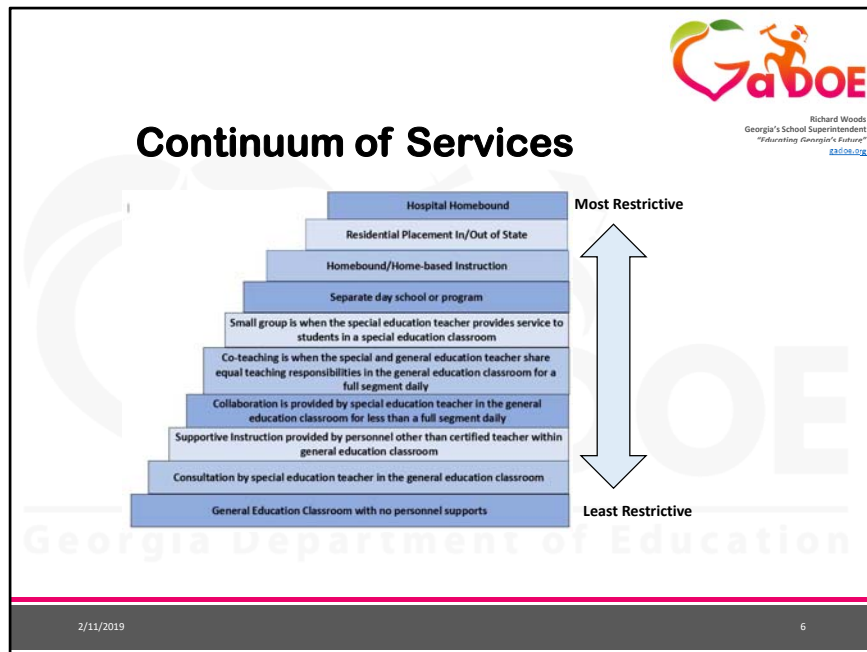 GaDOE
Richard Woods
Georgia's School Superintendent
"Educating Georgia's Future"
gadoe.org
Continuum of Services
Hospital Homebound
Most Restrictive
Residential Placement In/Out of State
Homebound/Home-based Instruction
Separate day school or program
Small group is when the special education teacher provides service to
students in a special education classroom
Co-teaching is when the special and general education teacher share
equal teaching responsibilities in the general education classroom for a
full segment daily
Collaboration is provided by special education teacher in the general
education classroom for less than a full segment daily
Supportive Instruction provided by personnel other than certified teacher within
general education classroom
Consultation by special education teacher in the general education classroom
General Education Classroom with no personnel supports
Least Restrictive
Georgia Department of Education
2/11/2019
6